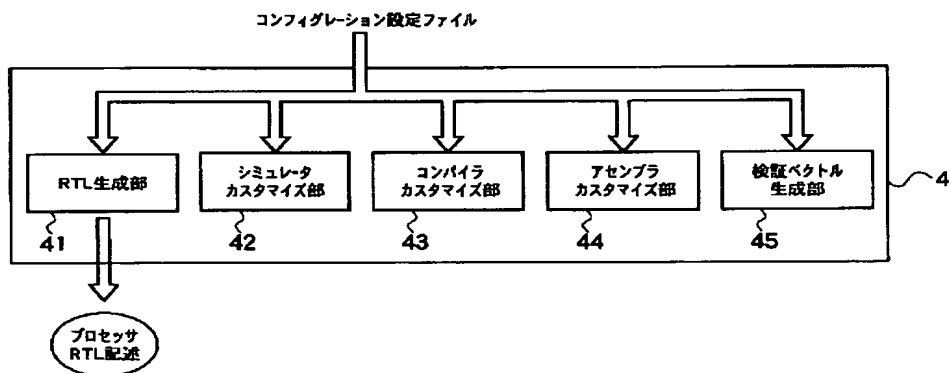 コンフィグレーション設定ファイル
RTL生成部
シミュレータ
カスタマイズ部
コンパイラ
カスタマイズ部
アセンブラ
カスタマイズ部
検証ベクトル
生成部
4
41
42
43
44
45
プロセッサ
RTL記述